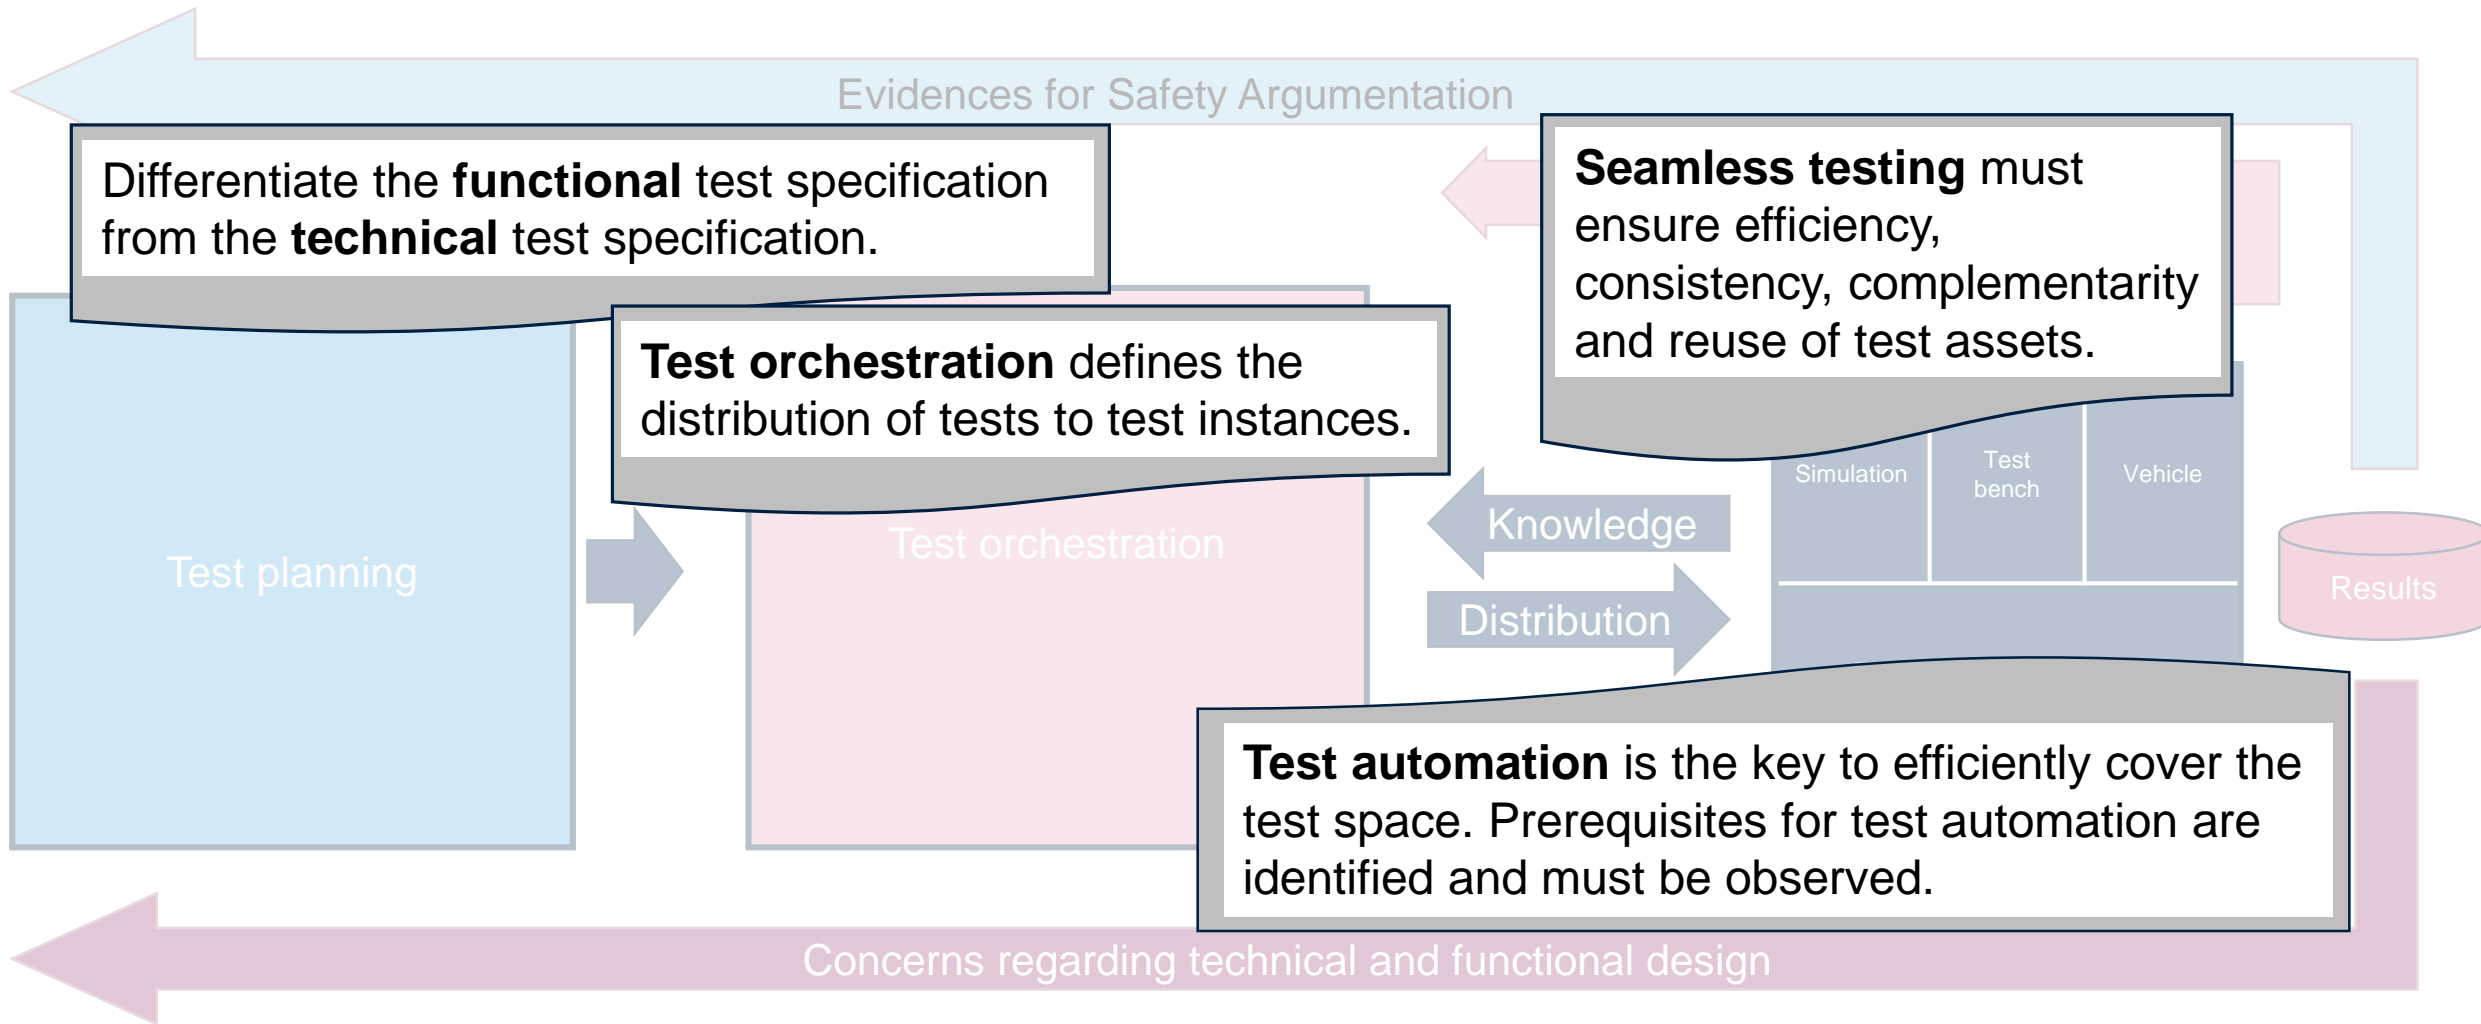 Evidences for Safety Argumentation
Differentiate the functional test specification
from the technical test specification.
Seamless testing must
ensure efficiency,
consistency, complementarity
and reuse of test assets.
Test orchestration defines the
distribution of tests to test instances.
Simulation
Test
bench
Vehicle
Knowledge
Test orchestration
Test planning
Results
Distribution
Test automation is the key to efficiently cover the
test space. Prerequisites for test automation are
identified and must be observed.
Concerns regarding technical and functional design